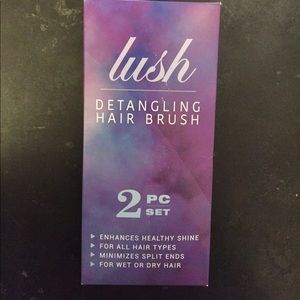 lush
DETANGLING
HAIR BRUSH
2 PC
SET
▸ ENHANCES HEALTHY SHINE
▸ FOR ALL HAIR TYPES
▸ MINIMIZES SPLIT ENDS
▸ FOR WET OR DRY HAIR